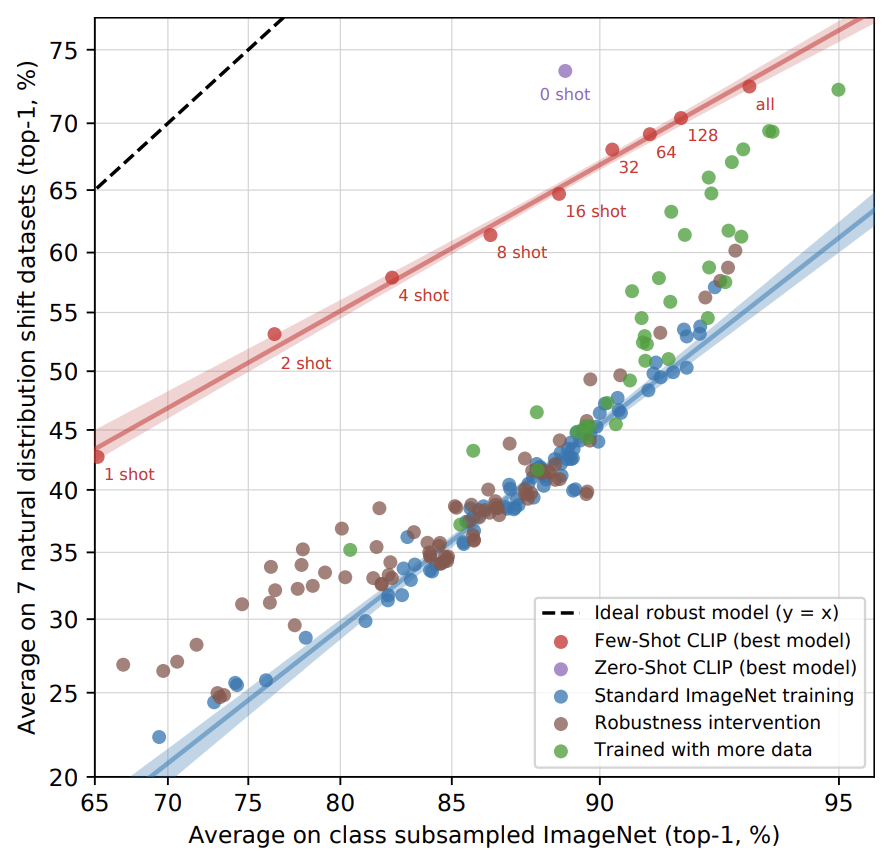 Average on 7 natural distribution shift datasets (top-1, %)
75
70
65
60
55
50
45
40
35
30
25
20
0 shot
all
128
64
32
16 shot
8 shot
4 shot
2 shot
1 shot
Ideal robust model (y = x)
Few-Shot CLIP (best model)
Zero-Shot CLIP (best model)
Standard ImageNet training
Robustness intervention
Trained with more data
65 70 75 80 85 90 95
Average on class subsampled ImageNet (top-1, %)